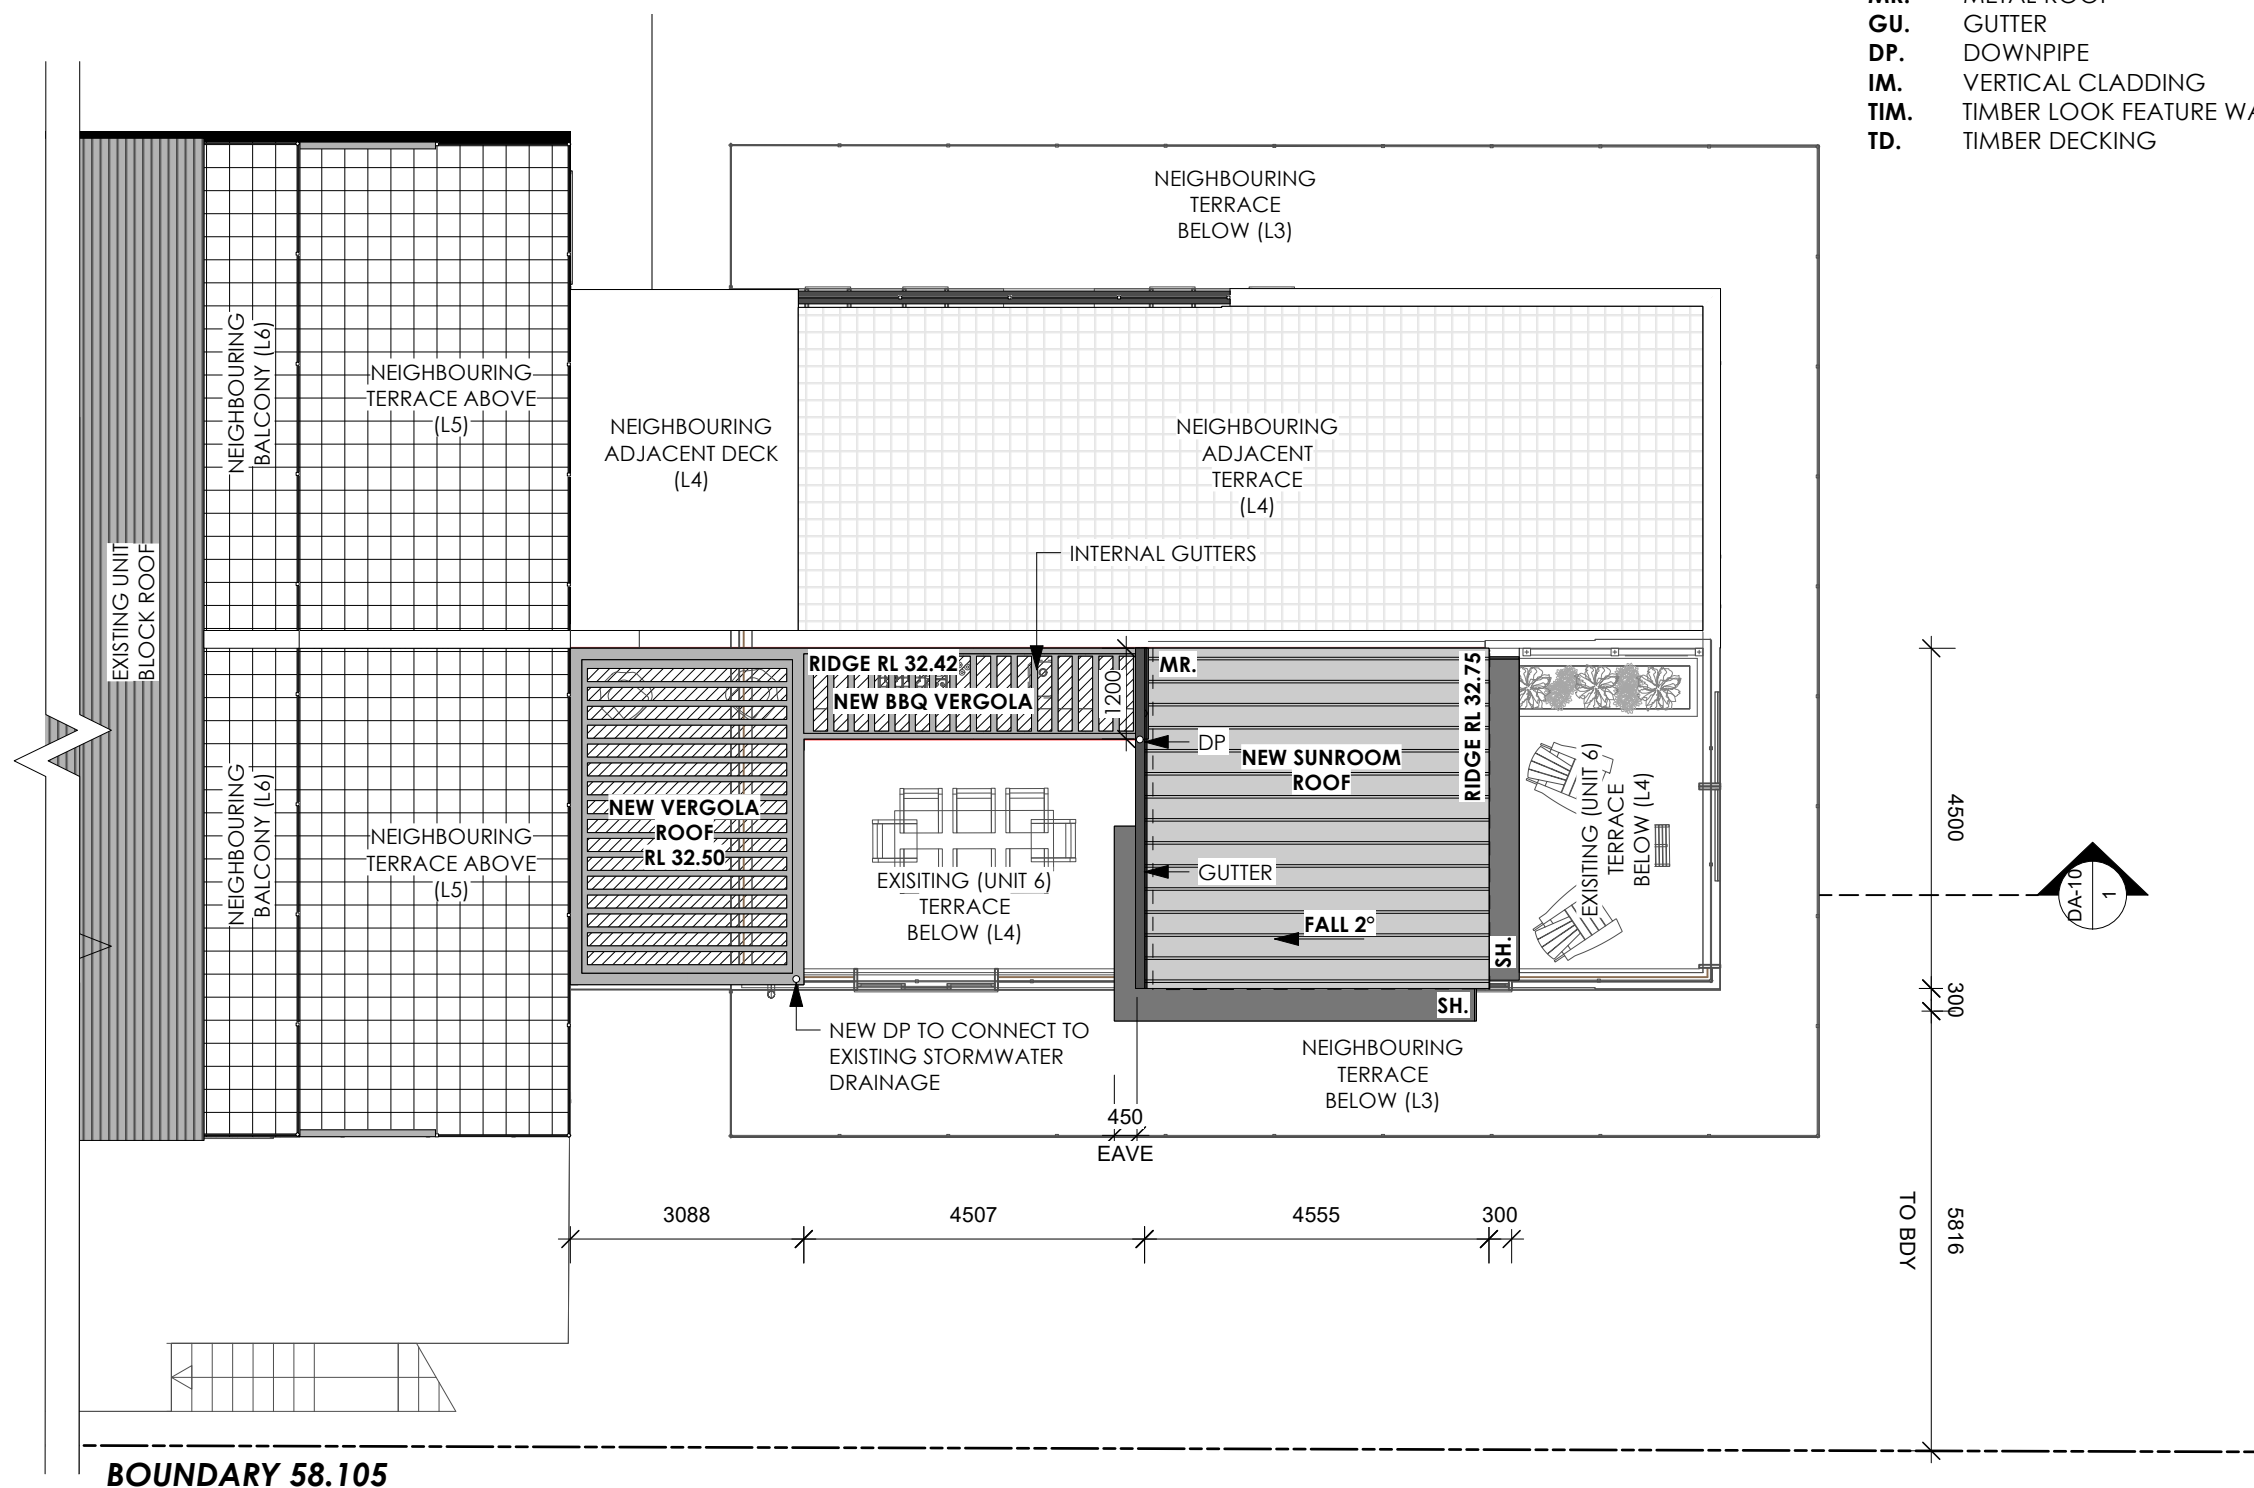 GU. GUTTER
DP. DOWNPIPE
IM. VERTICAL CLADDING
TIM. TIMBER LOOK FEATURE
TD. TIMBER DECKING
NEIGHBOURING
TERRACE
BELOW (L3)
NEIGHBOURING
BALCONY (L6)
NEIGHBOURING
TERRACE ABOVE
(L5)
NEIGHBOURING
ADJACENT DECK
(L4)
NEIGHBOURING
ADJACENT
TERRACE
(L4)
EXISTING UNIT
BLOCK ROOF
INTERNAL GUTTERS
RIDGE RL 32.42
NEW BBQ VERGOLA
1200
MR.
RIDGE RL 32.75
DP
NEW SUNROOM
ROOF
NEIGHBOURING
BALCONY (L6)
NEIGHBOURING
TERRACE ABOVE
(L5)
NEW VERGOLA
ROOF
RL 32.50
EXISITING (UNIT 6)
TERRACE
BELOW (L4)
GUTTER
FALL 2°
SH.
EXISITING (UNIT 6)
TERRACE
BELOW (L4)
4500
DA-10
1
300
SH.
NEW DP TO CONNECT TO
EXISTING STORMWATER
DRAINAGE
NEIGHBOURING
TERRACE
BELOW (L3)
450
EAVE
3088
4507
4555
300
5816
TO BDY
BOUNDARY 58.105